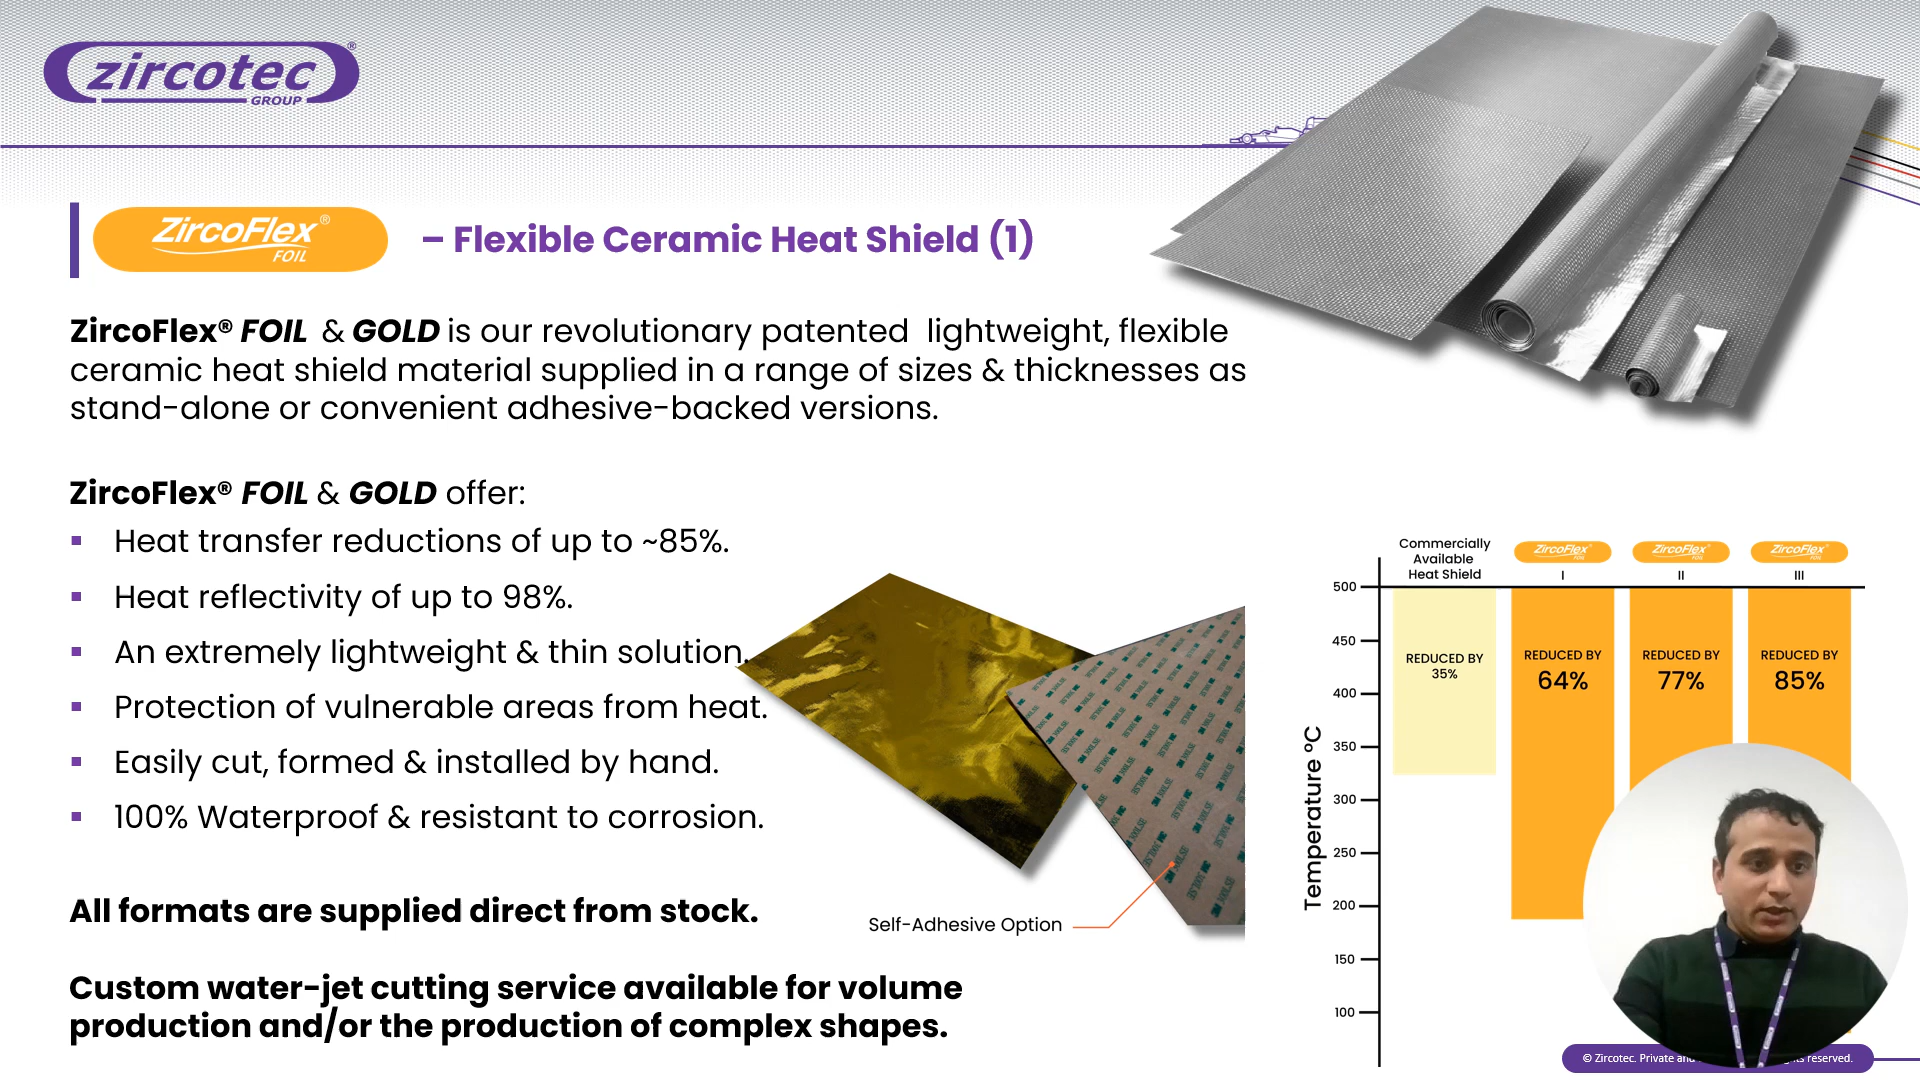 zircotec®
GROUP
ZircoFlex®
FOIL
– Flexible Ceramic Heat Shield (1)
ZircoFlex® FOIL & GOLD is our revolutionary patented lightweight, flexible
ceramic heat shield material supplied in a range of sizes & thicknesses as
stand-alone or convenient adhesive-backed versions.
ZircoFlex® FOIL & GOLD offer:
▪ Heat transfer reductions of up to ~85%.
▪ Heat reflectivity of up to 98%.
▪ An extremely lightweight & thin solution.
▪ Protection of vulnerable areas from heat.
▪ Easily cut, formed & installed by hand.
▪ 100% Waterproof & resistant to corrosion.
All formats are supplied direct from stock.
Custom water-jet cutting service available for volume
production and/or the production of complex shapes.
Self-Adhesive Option
Commercially
Available
Heat Shield
ZircoFlex
FOIL
I
ZircoFlex
FOIL
II
ZircoFlex
FOIL
III
Temperature ºC
500
450
400
350
300
250
200
150
100
REDUCED BY
35%
REDUCED BY
64%
REDUCED BY
77%
REDUCED BY
85%
© Zircotec. Private and reserved.